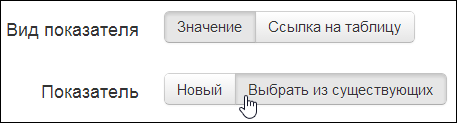 Вид показателя Значение Ссылка на таблицу
Показатель Новый Выбрать из существующих